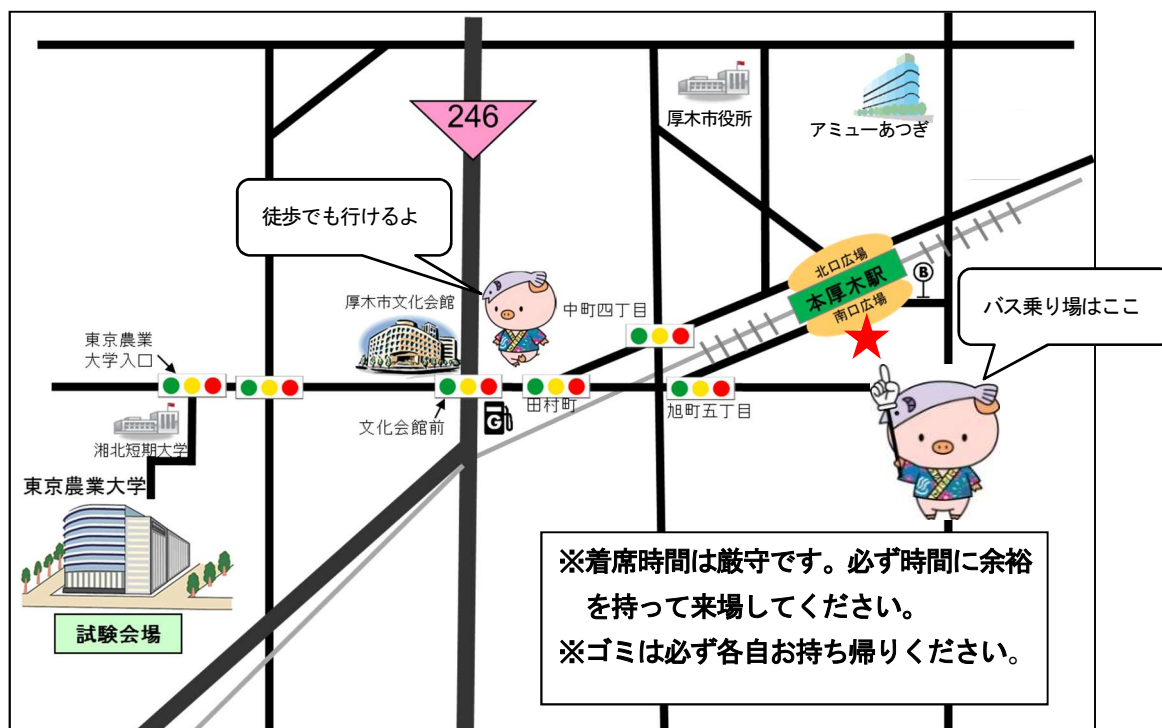 246
厚木市役所
アミューあつぎ
徒歩でも行けるよ
北口広場
本厚木駅
南口広場
B
バス乗り場はここ
厚木市文化会館
中町四丁目
東京農業
大学入口
田村町
旭町五丁目
文化会館前
G
湘北短期大学
東京農業大学
試験会場
※着席時間は厳守です。必ず時間に余裕
を持って来場してください。
※ゴミは必ず各自お持ち帰りください。